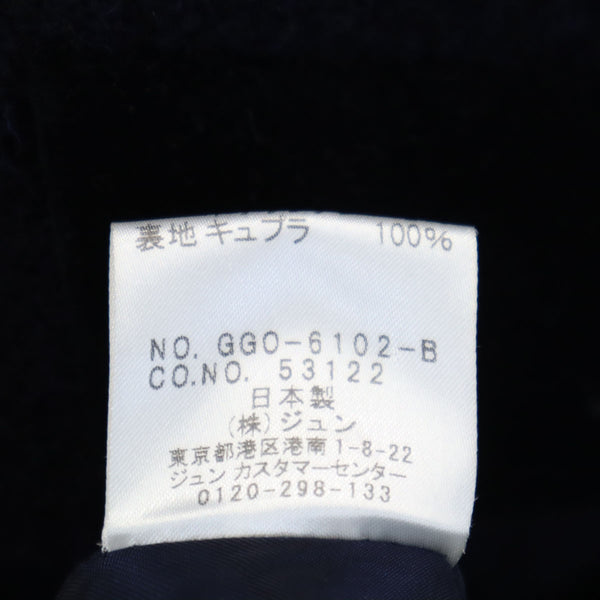 裏地 キュプラ 100%
NO. GGO-6102-B
CO.NO. 53122
日本製
(株)ジュン
東京都港区港南1-8-22
ジュン カスタマーセンター
0120-298-133